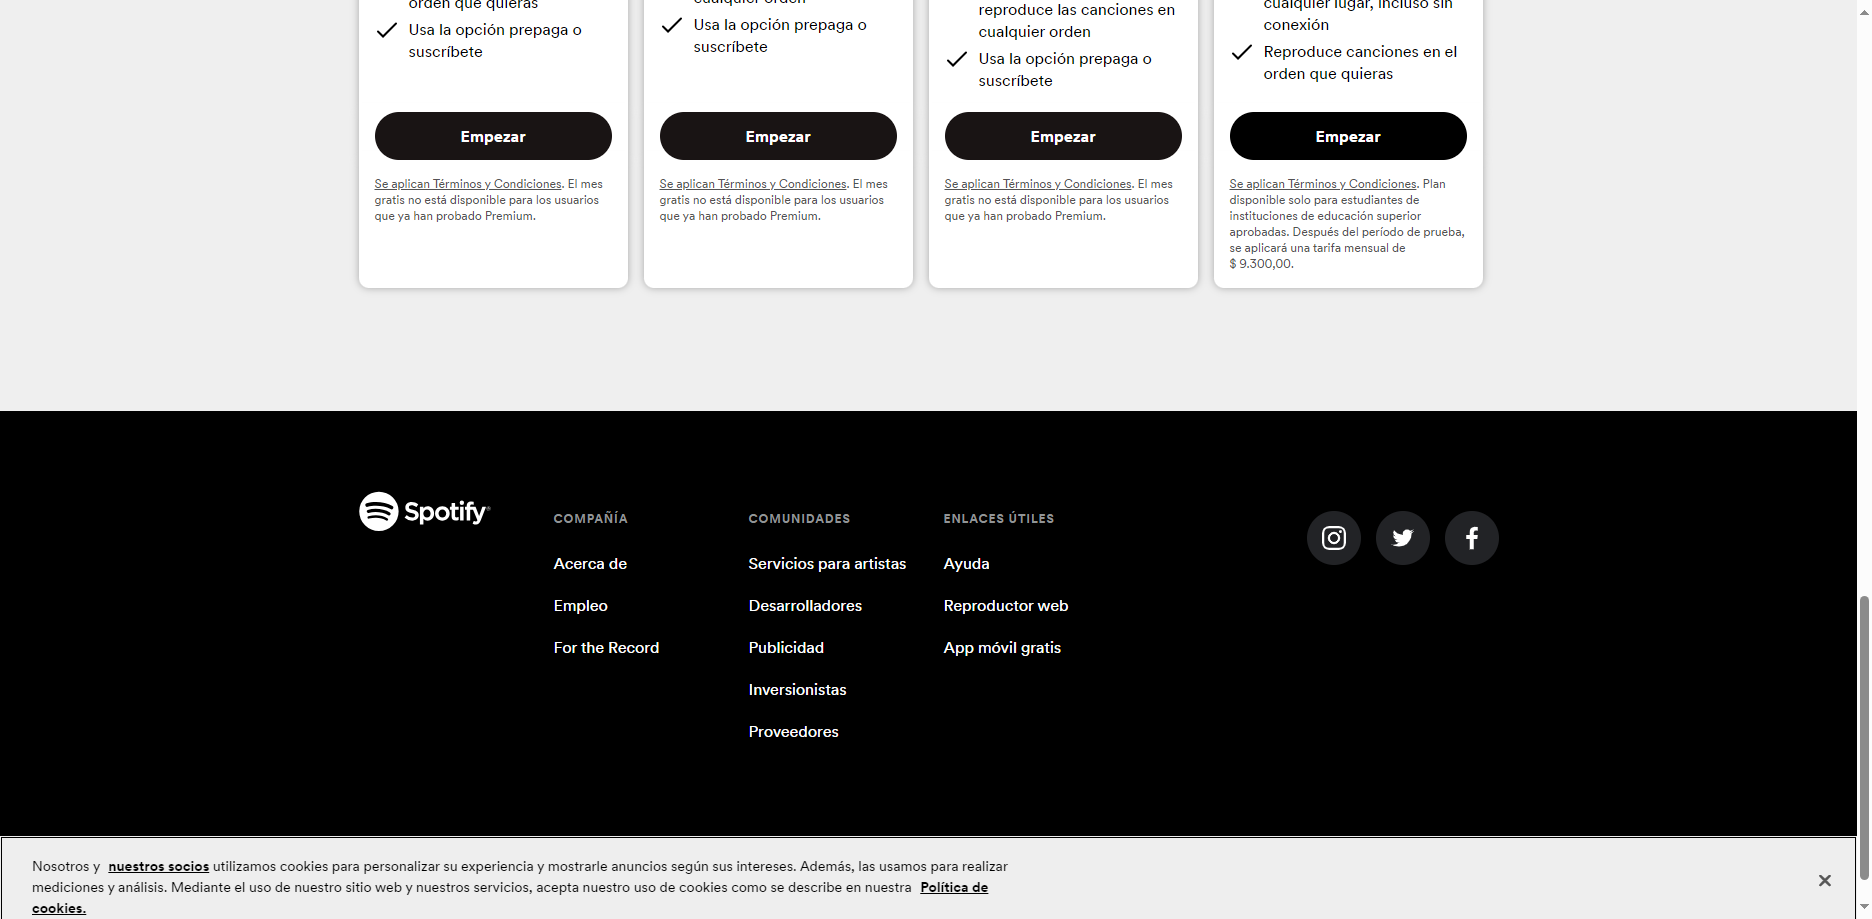 orden que quieras
Usa la opción prepaga o
suscríbete
Empezar
Se aplican Términos y Condiciones. El mes
gratis no está disponible para los usuarios
que ya han probado Premium.
cualquier orden
Usa la opción prepaga o
suscríbete
Empezar
Se aplican Términos y Condiciones. El mes
gratis no está disponible para los usuarios
que ya han probado Premium.
reproduce las canciones en
cualquier orden
Usa la opción prepaga o
suscríbete
Empezar
Se aplican Términos y Condiciones. El mes
gratis no está disponible para los usuarios
que ya han probado Premium.
cualquier lugar, incluso sin
conexión
Reproduce canciones en el
orden que quieras
Empezar
Se aplican Términos y Condiciones. Plan
disponible solo para estudiantes de
instituciones de educación superior
aprobadas. Después del período de prueba,
se aplicará una tarifa mensual de
$ 9.300,00.
Spotify
COMPAÑÍA
Acerca de
Empleo
For the Record
COMUNIDADES
Servicios para artistas
Desarrolladores
Publicidad
Inversionistas
Proveedores
ENLACES ÚTILES
Ayuda
Reproductor web
App móvil gratis
Nosotros y nuestros socios utilizamos cookies para personalizar su experiencia y mostrarle anuncios según sus intereses. Además, las usamos para realizar
mediciones y análisis. Mediante el uso de nuestro sitio web y nuestros servicios, acepta nuestro uso de cookies como se describe en nuestra Política de
cookies.